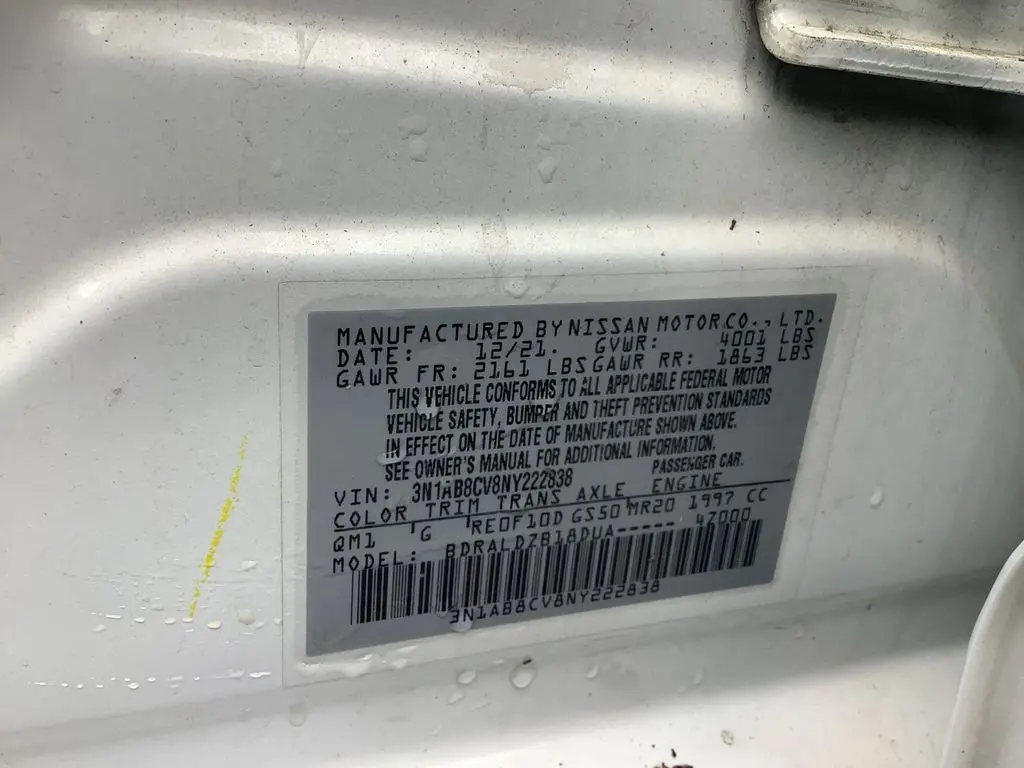 MANUFACTURED BY NISSAN MOTOR CO., LTD.
DATE: 12/21. GVWR: 4001 LBS
GAWR FR: 2161 LBS GAWR RR: 1863 LBS
THIS VEHICLE CONFORMS TO ALL APPLICABLE FEDERAL MOTOR
VEHICLE SAFETY, BUMPER AND THEFT PREVENTION STANDARDS
IN EFFECT ON THE DATE OF MANUFACTURE SHOWN ABOVE.
SEE OWNER'S MANUAL FOR ADDITIONAL INFORMATION.
VIN: 3N1AB8CV8NY222838 PASSENGER CAR.
COLOR TRIM TRANS AXLE ENGINE
QM1 G RE0F10D GS50 MR20 1997 CC
MODEL: BDRALDZB18DUA----- 47000
3N1AB8CV8NY222838